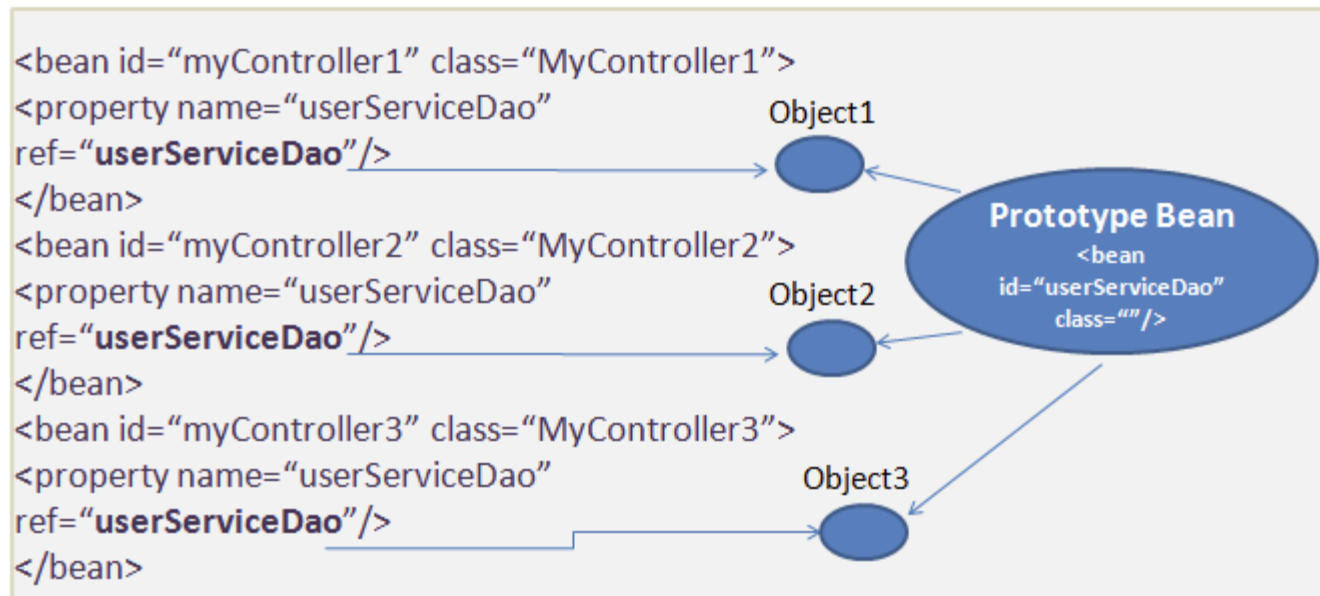 <bean id=“myController1” class=“MyController1”>
<property name=“userServiceDao”
ref=“userServiceDao”/>
</bean>
<bean id=“myController2” class=“MyController2”>
<property name=“userServiceDao”
ref=“userServiceDao”/>
</bean>
<bean id=“myController3” class=“MyController3”>
<property name=“userServiceDao”
ref=“userServiceDao”/>
</bean>
Object1
Object2
Object3
Prototype Bean
<bean
id=“userServiceDao”
class=“”/>